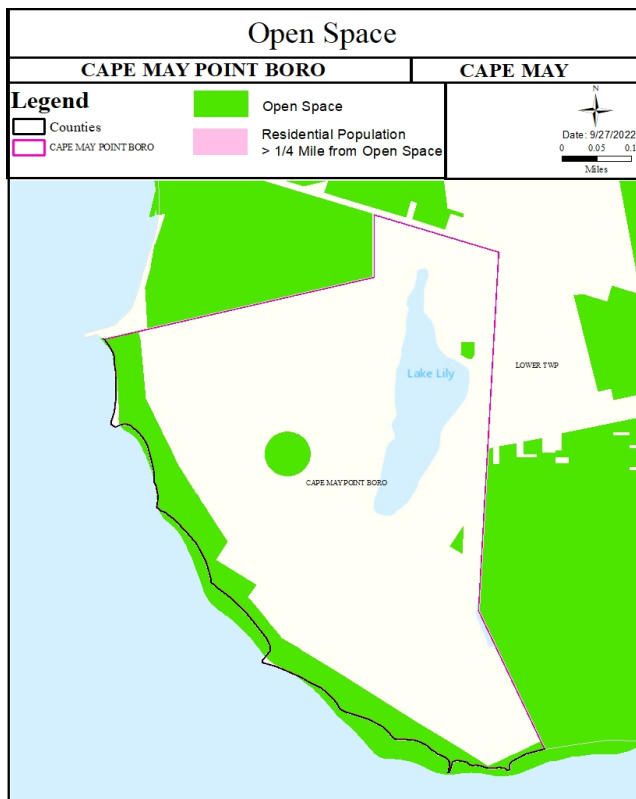 Open Space
CAPE MAY POINT BORO
CAPE MAY
Legend
Counties
CAPE MAY POINT BORO
Open Space
Residential Population
> 1/4 Mile from Open Space
N
Date: 9/27/2022
0 0.05 0.1
Miles
Lake Lily
LOWER TWP
CAPE MAY POINT BORO